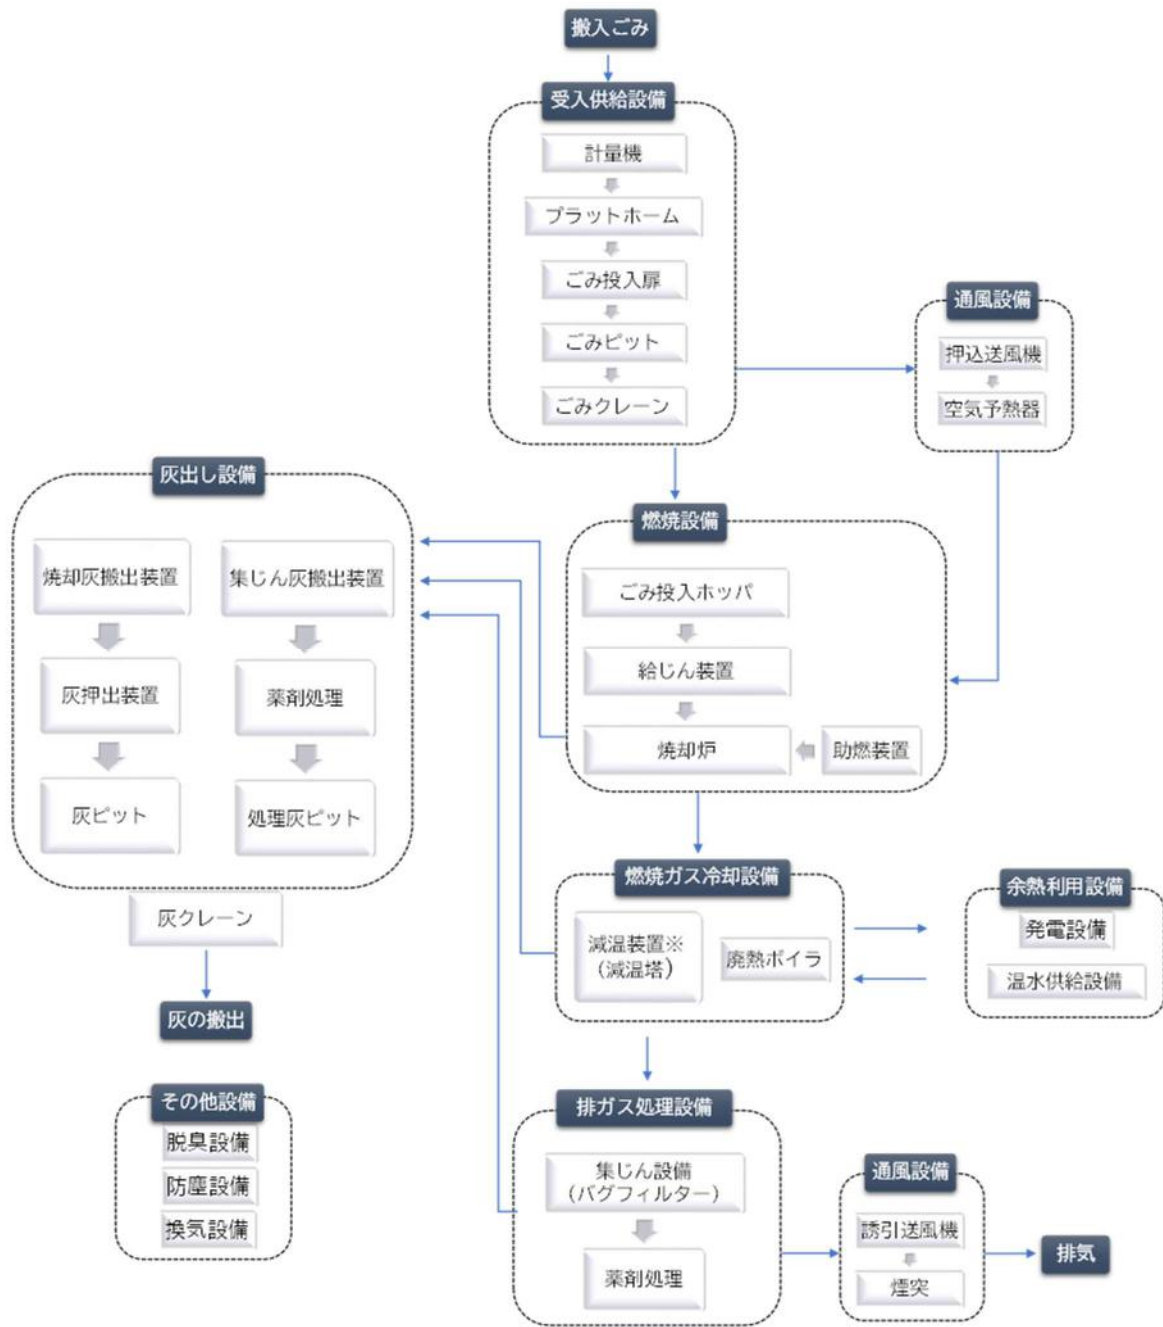 搬入ごみ
受入供給設備
計量機
プラットホーム
ごみ投入扉
ごみピット
ごみクレーン
通風設備
押込送風機
空気予熱器
燃焼設備
ごみ投入ホッパ
給じん装置
焼却炉
助燃装置
灰出し設備
焼却灰搬出装置
灰押出装置
灰ピット
集じん灰搬出装置
薬剤処理
処理灰ピット
灰クレーン
灰の搬出
燃焼ガス冷却設備
減温装置※
（減温塔）
廃熱ボイラ
余熱利用設備
発電設備
温水供給設備
その他設備
脱臭設備
防塵設備
換気設備
排ガス処理設備
集じん設備
（バグフィルター）
薬剤処理
通風設備
誘引送風機
煙突
排気